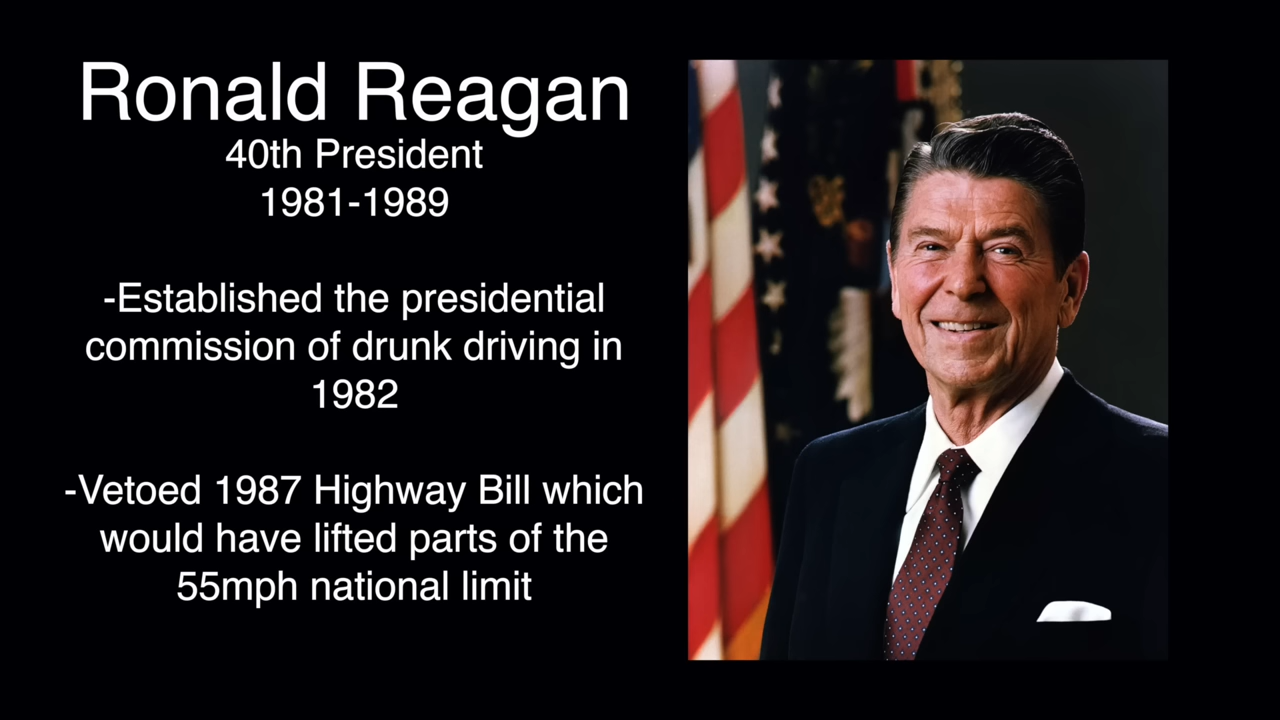 Ronald Reagan
40th President
1981-1989
-Established the presidential
commission of drunk driving in
1982
-Vetoed 1987 Highway Bill which
would have lifted parts of the
55mph national limit